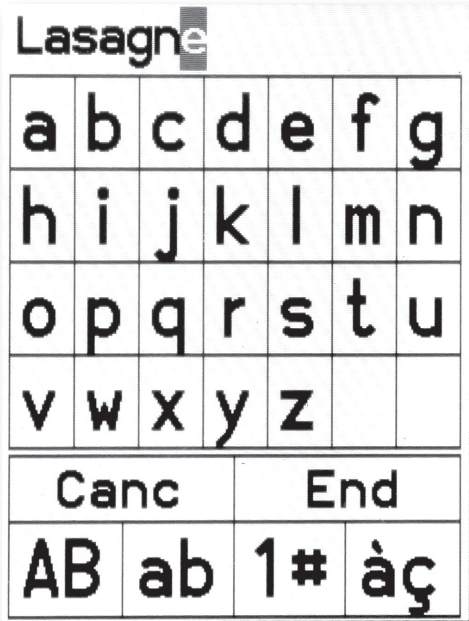 Lasagne
a b c d e f g
h i j k l m n
o p q r s t u
v w x y z
Canc End
AB ab 1# àç